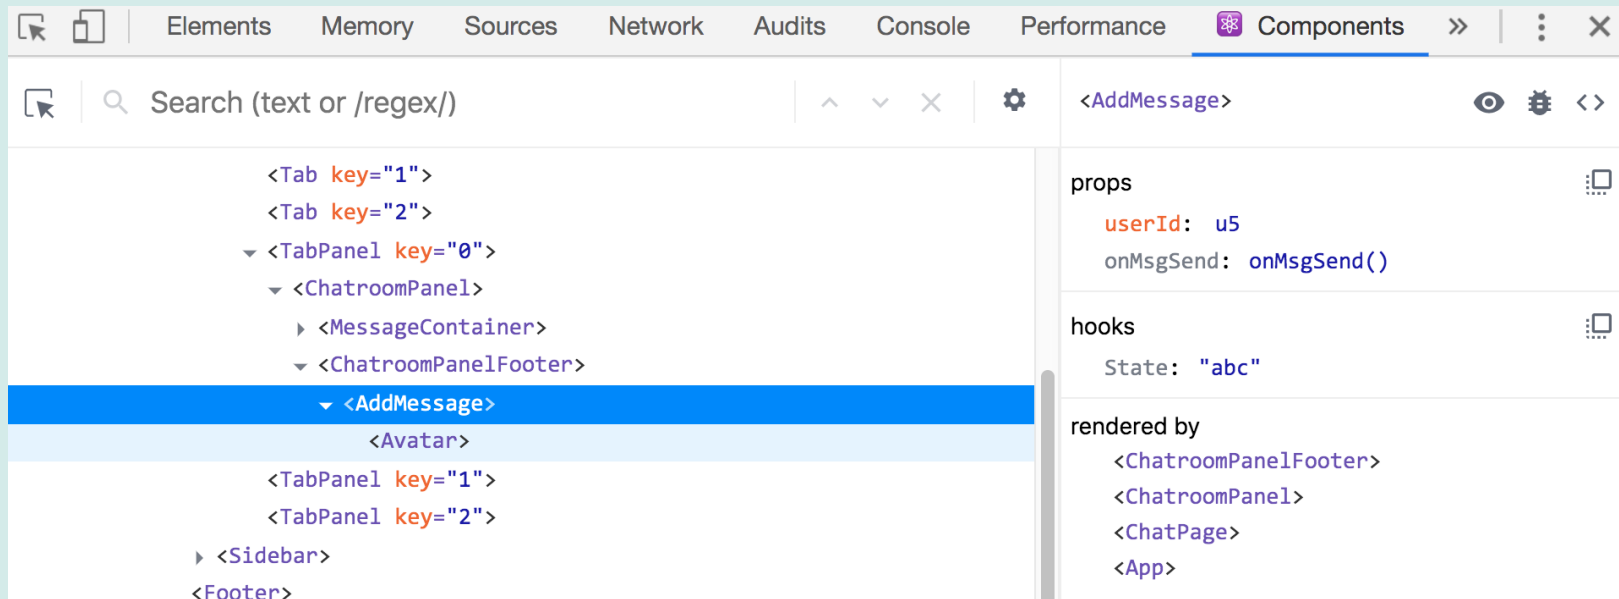 Elements Memory Sources Network Audits Console Performance Components »
Search (text or /regex/)
<Tab key="1">
<Tab key="2">
<TabPanel key="0">
<ChatroomPanel>
<MessageContainer>
<ChatroomPanelFooter>
<AddMessage>
<Avatar>
<TabPanel key="1">
<TabPanel key="2">
<Sidebar>
<Footer>
<AddMessage>
props
userId: u5
onMsgSend: onMsgSend()
hooks
State: "abc"
rendered by
<ChatroomPanelFooter>
<ChatroomPanel>
<ChatPage>
<App>